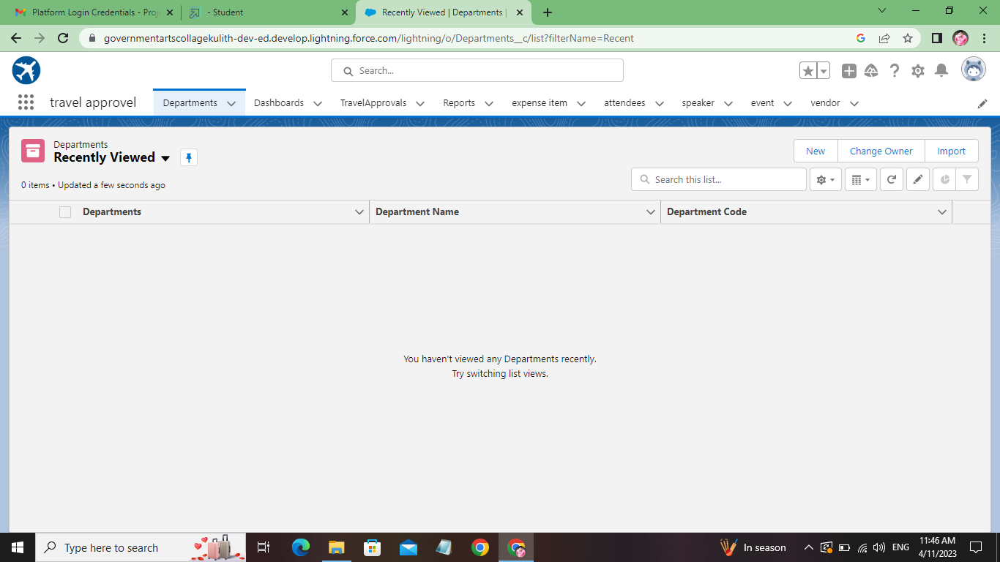 Platform Login Credentials - Proj
- Student
Recently Viewed | Departments |
governmentartscollagekulith-dev-ed.develop.lightning.force.com/lightning/o/Departments__c/list?filterName=Recent
Search...
travel approvel
Departments
Dashboards
TravelApprovals
Reports
expense item
attendees
speaker
event
vendor
Departments
Recently Viewed
New
Change Owner
Import
0 items • Updated a few seconds ago
Search this list...
Departments
Department Name
Department Code
You haven't viewed any Departments recently.
Try switching list views.
Type here to search
In season
ENG
11:46 AM
4/11/2023